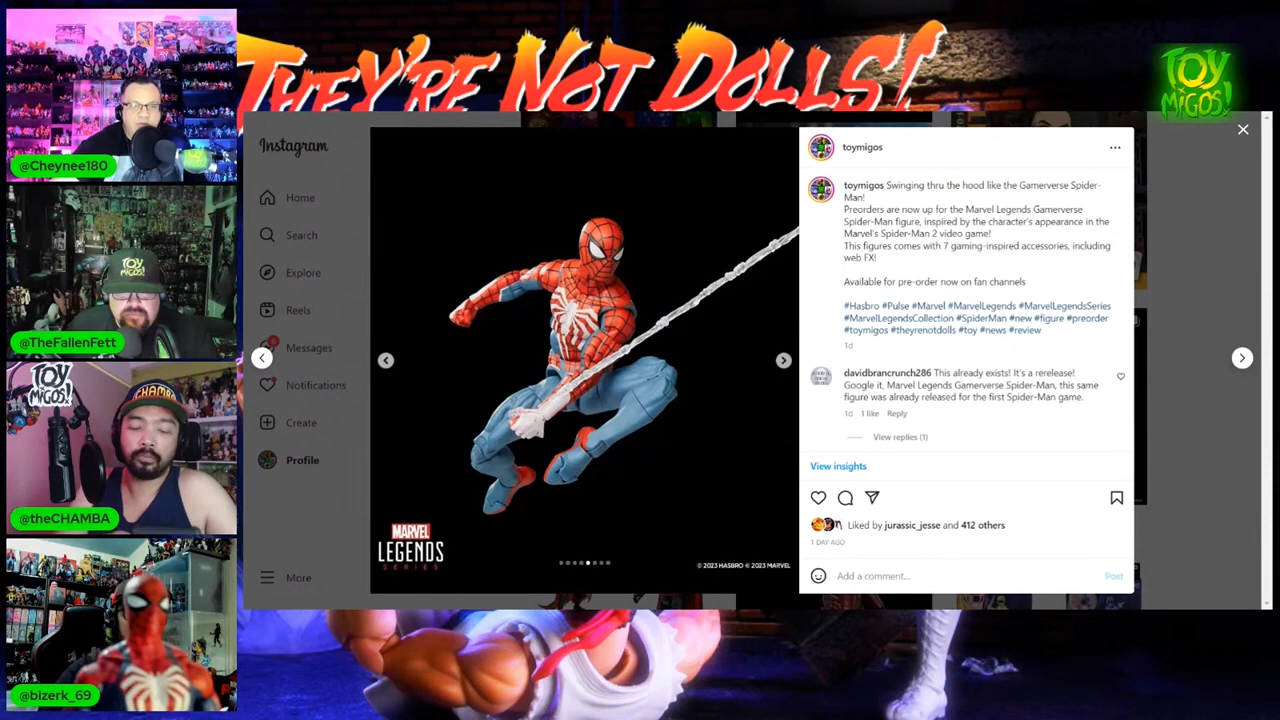 THEY'RE NOT DOLLS!
TOY
MIGOS!
@Cheynee180
TOY
MIGOS!
@TheFallenFett
TOY
MIGOS!
CHAMBA
@theCHAMBA
@bizerk_69
Instagram
Home
Search
Explore
Reels
Messages
Notifications
Create
Profile
More
MARVEL
LEGENDS
SERIES
© 2023 HASBRO © 2023 MARVEL
toymigos
toymigos Swinging thru the hood like the Gamerverse Spider-
Man!
Preorders are now up for the Marvel Legends Gamerverse
Spider-Man figure, inspired by the character's appearance in the
Marvel's Spider-Man 2 video game!
This figures comes with 7 gaming-inspired accessories, including
web FX!
Available for pre-order now on fan channels
#Hasbro #Pulse #Marvel #MarvelLegends #MarvelLegendsSeries
#MarvelLegendsCollection #SpiderMan #new #figure #preorder
#toymigos #theyrenotdolls #toy #news #review
1d
davidbrancrunch286 This already exists! It's a rerelease!
Google it, Marvel Legends Gamerverse Spider-Man, this same
figure was already released for the first Spider-Man game.
1d 1 like Reply
View replies (1)
View insights
Liked by jurassic_jesse and 412 others
1 DAY AGO
Add a comment...
Post